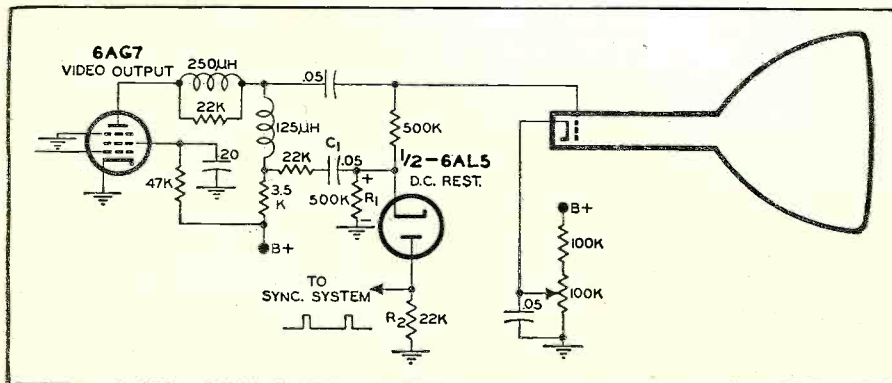 6AG7
VIDEO OUTPUT
250µH
22K
.05
125µH
500K
22K
C1
.05
1/2-6AL5
D.C. REST.
47K
.20
3.5
K
+
500K
R1
−
B+
TO
SYNC. SYSTEM
R2
22K
B+
100K
100K
.05